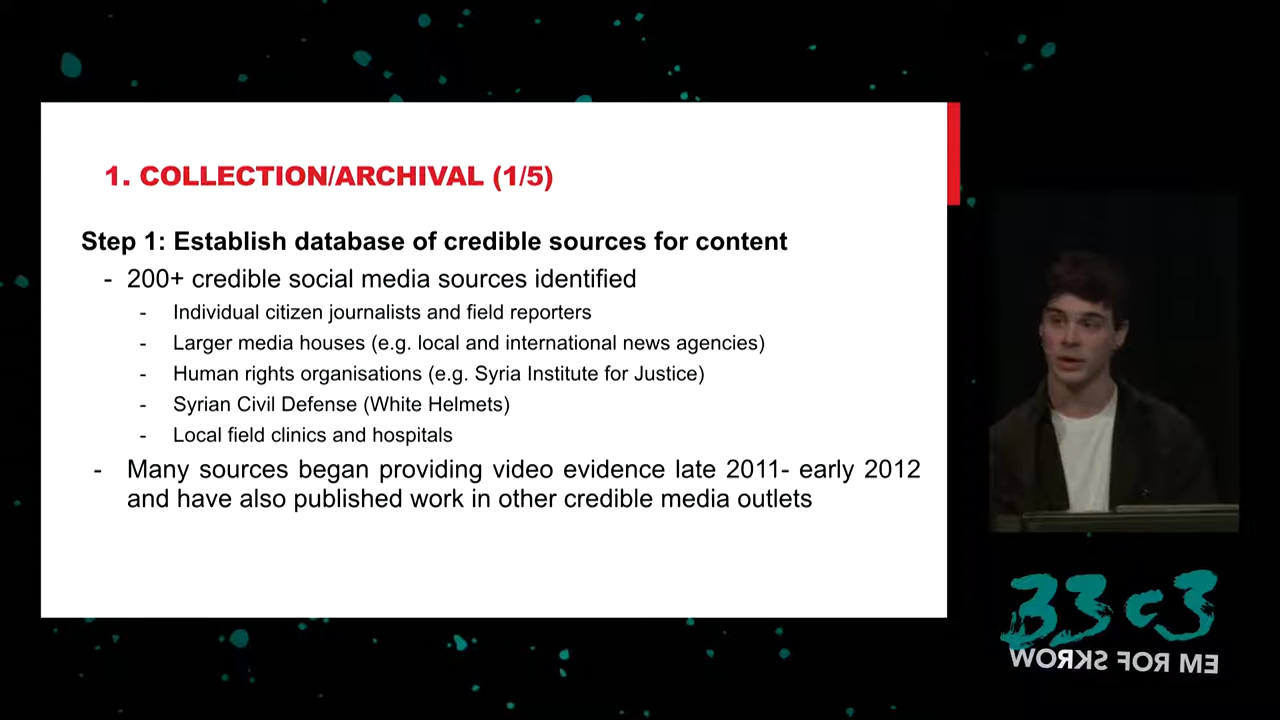 1. COLLECTION/ARCHIVAL (1/5)
Step 1: Establish database of credible sources for content
- 200+ credible social media sources identified
- Individual citizen journalists and field reporters
- Larger media houses (e.g. local and international news agencies)
- Human rights organisations (e.g. Syria Institute for Justice)
- Syrian Civil Defense (White Helmets)
- Local field clinics and hospitals
- Many sources began providing video evidence late 2011- early 2012
and have also published work in other credible media outlets
33c3
WORKS FOR ME